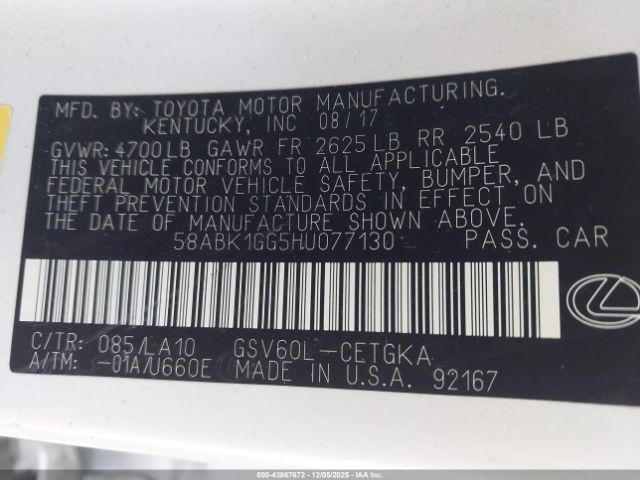 MFD. BY: TOYOTA MOTOR MANUFACTURING.
KENTUCKY, INC 08/17
GVWR: 4700LB GAWR FR 2625LB RR 2540 LB
THIS VEHICLE CONFORMS TO ALL APPLICABLE
FEDERAL MOTOR VEHICLE SAFETY, BUMPER, AND
THEFT PREVENTION STANDARDS IN EFFECT ON
THE DATE OF MANUFACTURE SHOWN ABOVE.
58ABK1GG5HU077130 PASS. CAR
C/TR: 085/LA10 GSV60L-CETGKA
A/TM: -01A/U660E MADE IN U.S.A. 92167
000-43867672 - 12/05/2025 - IAAI.com